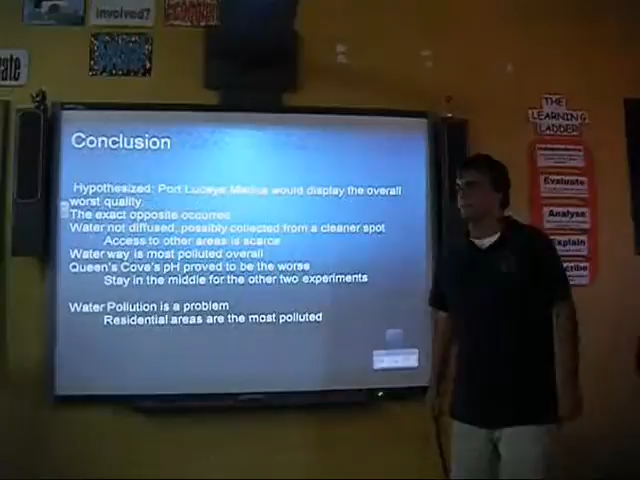 involved?
Conclusion
Hypothesized: Port Lucaya Marina would display the overall
worst quality.
The exact opposite occurred
Water not diffused, possibly collected from a cleaner spot
Access to other areas is scarce
Water way is most polluted overall
Queen's Cove's pH proved to be the worse
Stay in the middle for the other two experiments
Water Pollution is a problem
Residential areas are the most polluted
THE
LEARNING
LADDER
Evaluate
Analyse
Explain